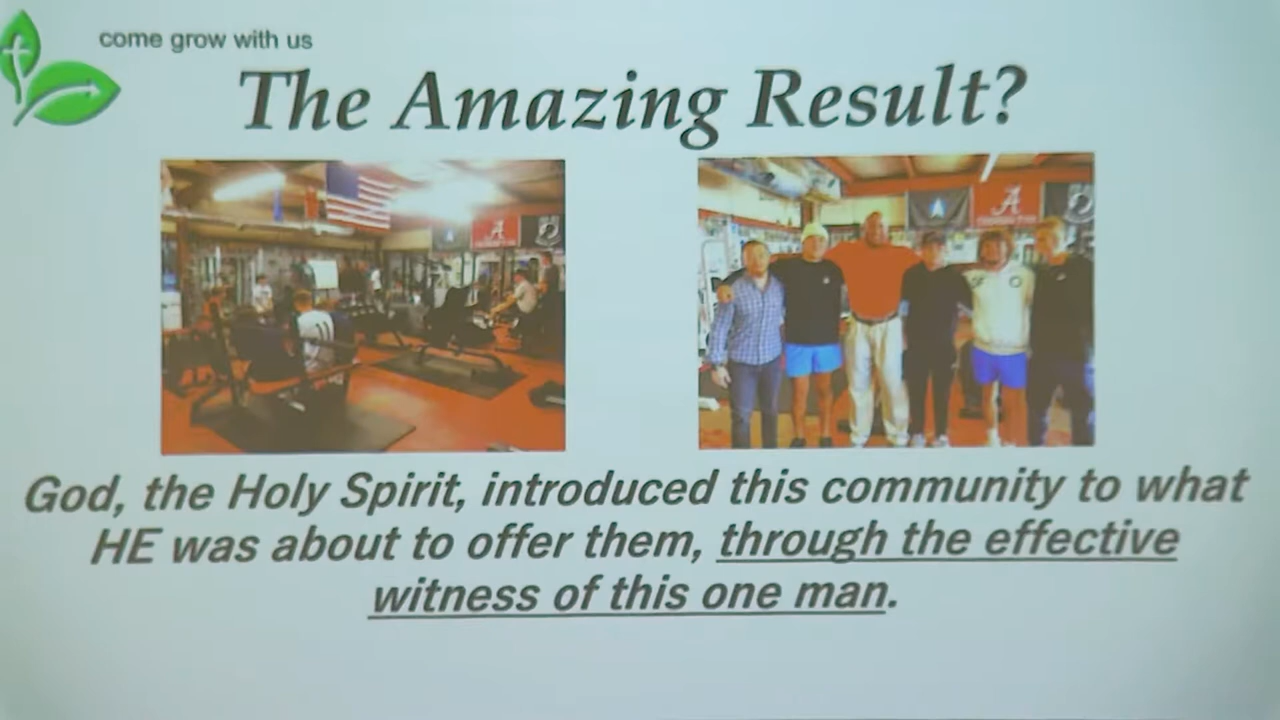 come grow with us
The Amazing Result?
A
A
God, the Holy Spirit, introduced this community to what
HE was about to offer them, through the effective
witness of this one man.